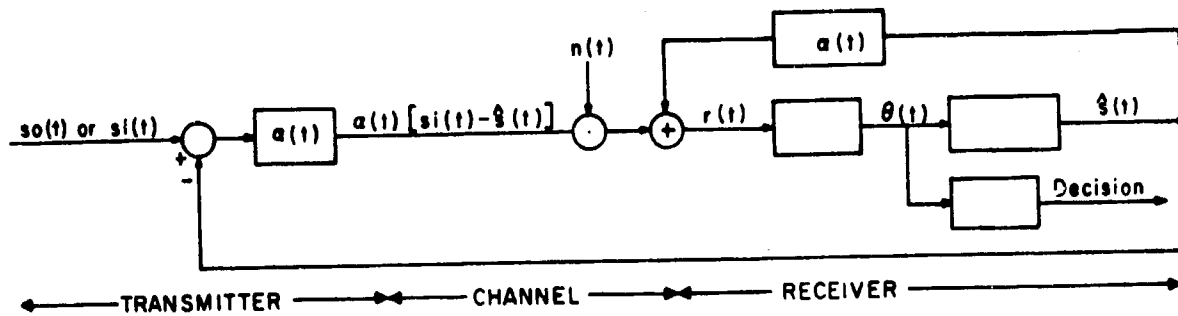 n(t)
α(t)
so(t) or si(t)
+
-
α(t)
α(t) [si(t)-ŝ(t)]
+
r(t)
θ(t)
ŝ(t)
Decision
TRANSMITTER
CHANNEL
RECEIVER